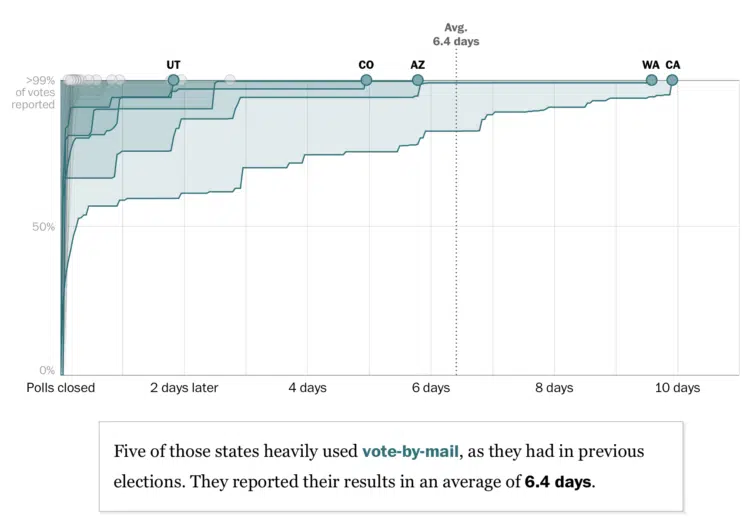 Avg.
6.4 days
UT CO AZ WA CA
>99%
of votes
reported
50%
0%
Polls closed 2 days later 4 days 6 days 8 days 10 days
Five of those states heavily used vote-by-mail, as they had in previous
elections. They reported their results in an average of 6.4 days.